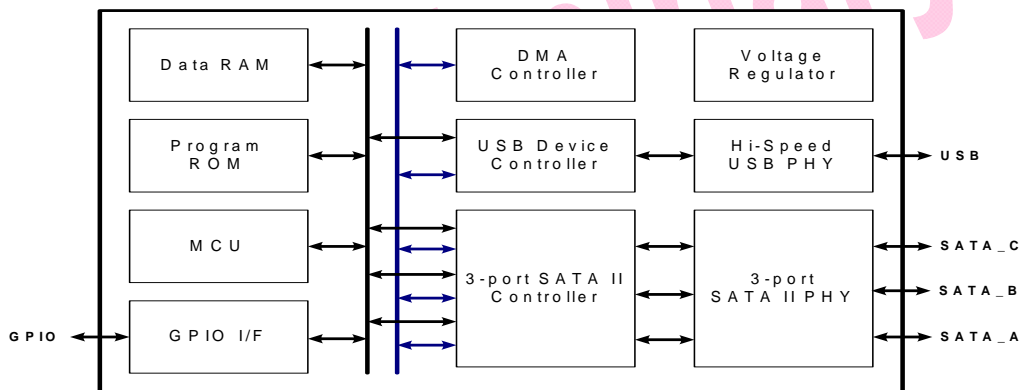 Data RAM
DMA
Controller
Voltage
Regulator
Program
ROM
USB Device
Controller
Hi-Speed
USB PHY
USB
MCU
3-port SATA II
Controller
3-port
SATA II PHY
SATA_C
SATA_B
SATA_A
GPIO
GPIO I/F